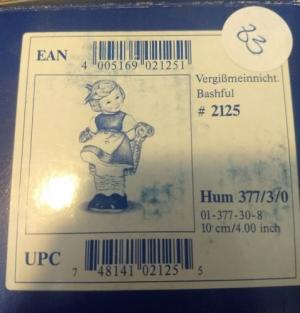 83
EAN
4 005169 021251
Vergißmeinnicht.
Bashful
# 2125
Hum 377/3/0
01-377-30-8
10 cm/4.00 inch
UPC
7 48141 02125 5